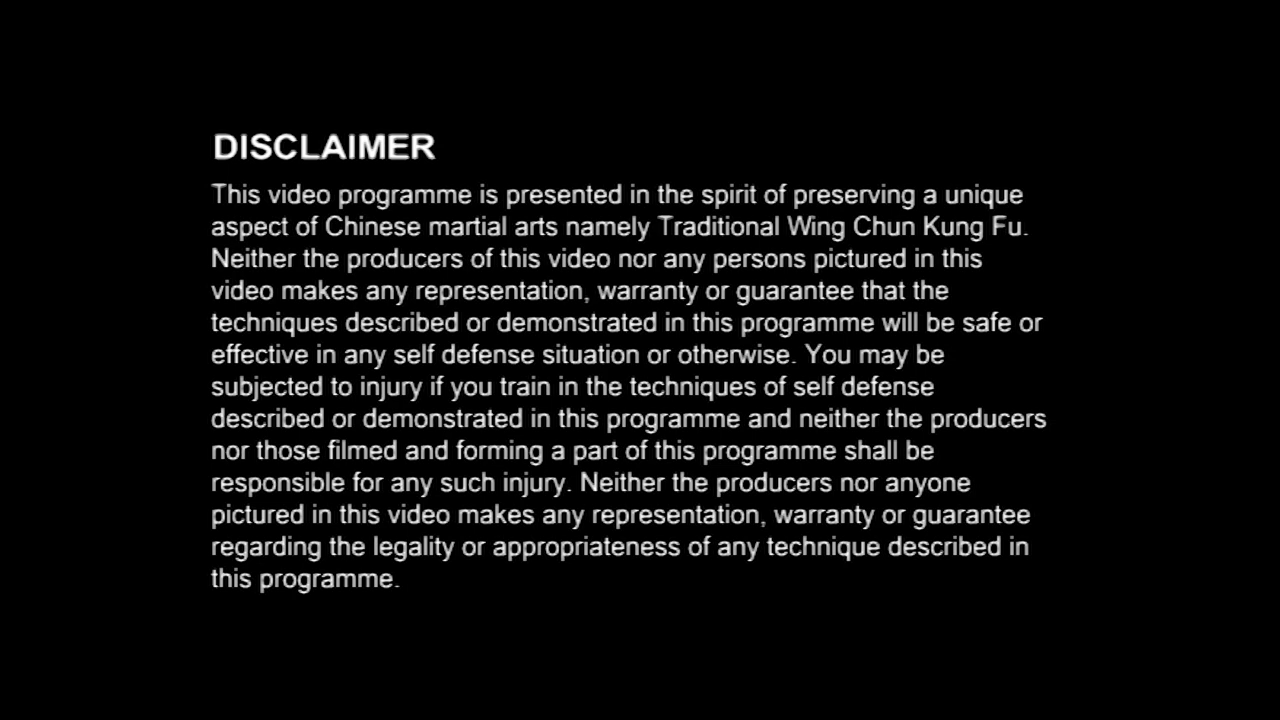 DISCLAIMER
This video programme is presented in the spirit of preserving a unique
aspect of Chinese martial arts namely Traditional Wing Chun Kung Fu.
Neither the producers of this video nor any persons pictured in this
video makes any representation, warranty or guarantee that the
techniques described or demonstrated in this programme will be safe or
effective in any self defense situation or otherwise. You may be
subjected to injury if you train in the techniques of self defense
described or demonstrated in this programme and neither the producers
nor those filmed and forming a part of this programme shall be
responsible for any such injury. Neither the producers nor anyone
pictured in this video makes any representation, warranty or guarantee
regarding the legality or appropriateness of any technique described in
this programme.